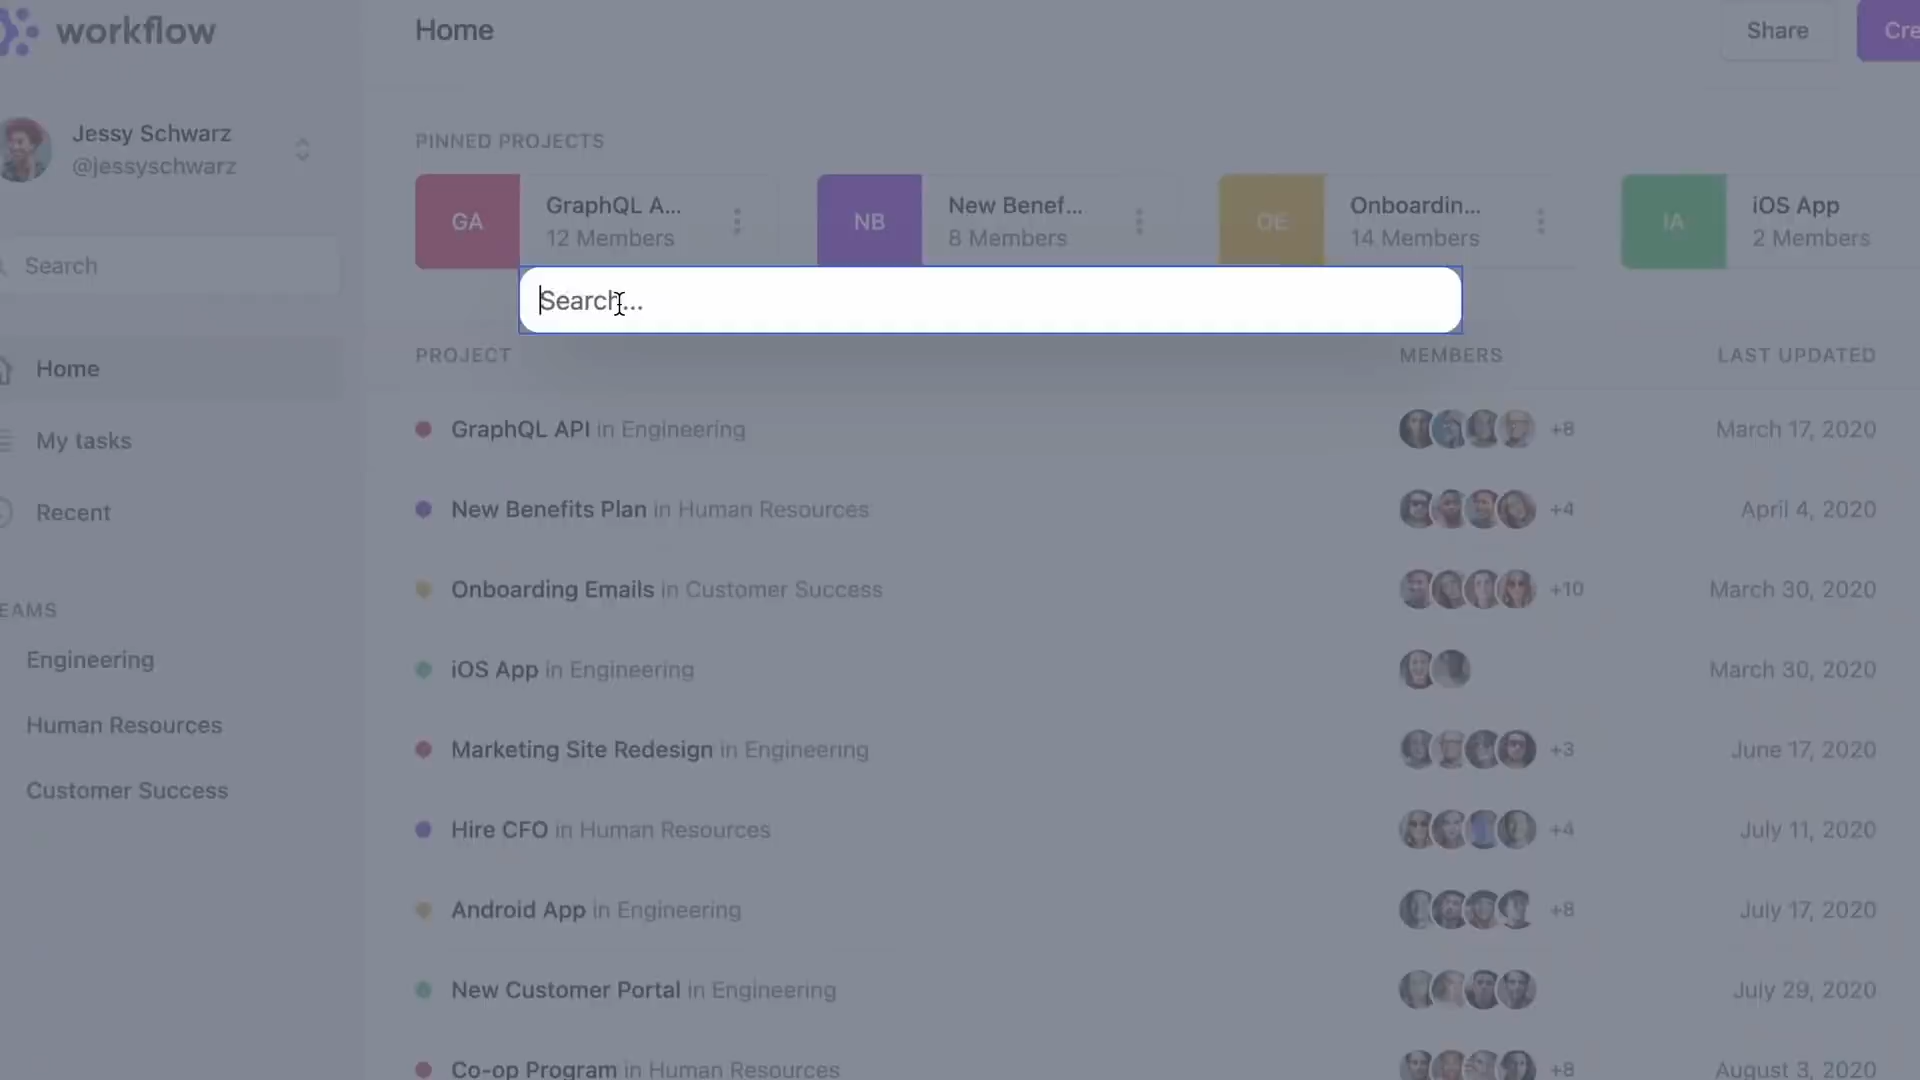 workflow
Home
Share
Cre
Jessy Schwarz
@jessyschwarz
Search
Home
My tasks
Recent
EAMS
Engineering
Human Resources
Customer Success
PINNED PROJECTS
GA
GraphQL A...
12 Members
NB
New Benef...
8 Members
OE
Onboardin...
14 Members
IA
iOS App
2 Members
Search...
PROJECT MEMBERS LAST UPDATED
GraphQL API in Engineering +8 March 17, 2020
New Benefits Plan in Human Resources +4 April 4, 2020
Onboarding Emails in Customer Success +10 March 30, 2020
iOS App in Engineering March 30, 2020
Marketing Site Redesign in Engineering +3 June 17, 2020
Hire CFO in Human Resources +4 July 11, 2020
Android App in Engineering +8 July 17, 2020
New Customer Portal in Engineering July 29, 2020
Co-op Program in Human Resources +8 August 3, 2020